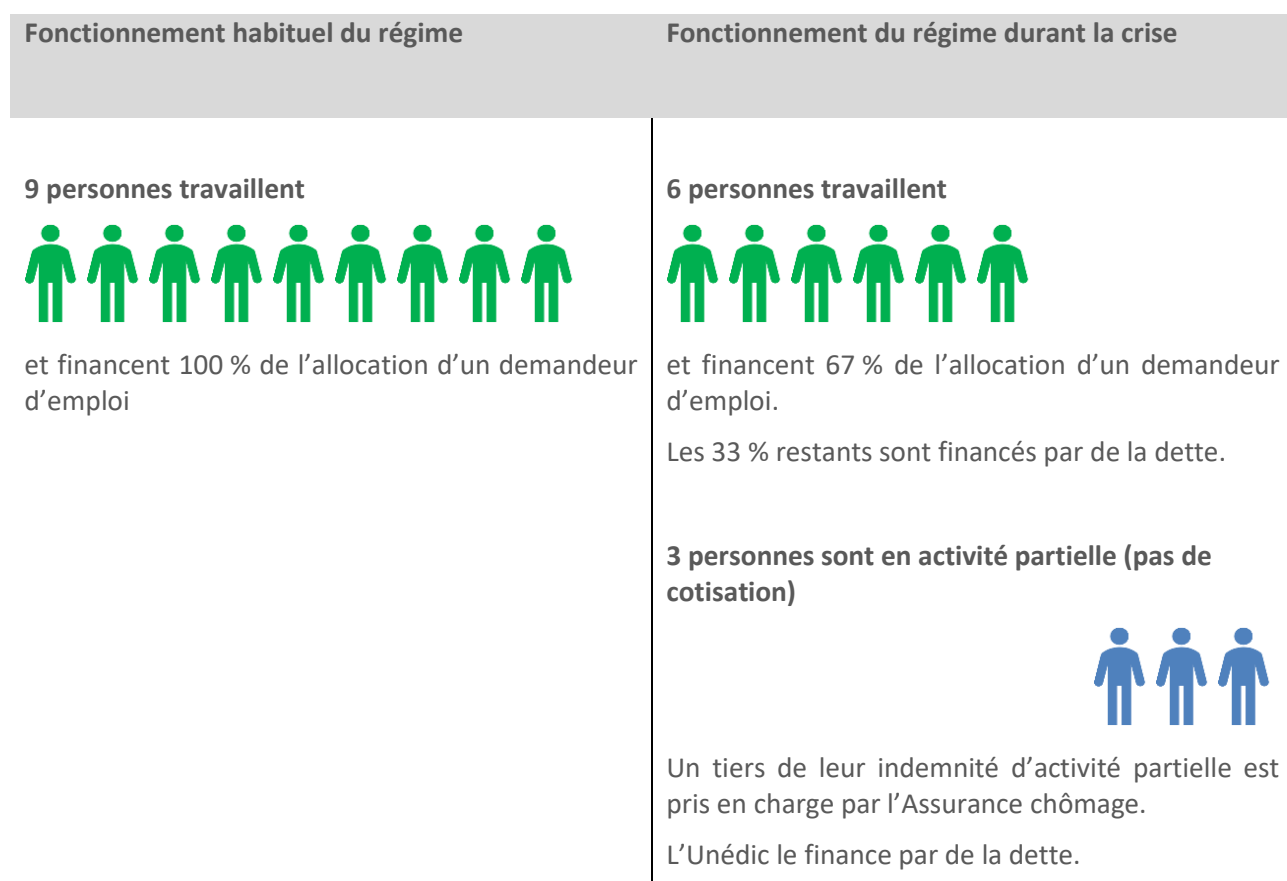 Fonctionnement habituel du régime
9 personnes travaillent
et financent 100 % de l’allocation d’un demandeur
d’emploi
Fonctionnement du régime durant la crise
6 personnes travaillent
et financent 67 % de l’allocation d’un demandeur
d’emploi.
Les 33 % restants sont financés par de la dette.
3 personnes sont en activité partielle (pas de
cotisation)
Un tiers de leur indemnité d’activité partielle est
pris en charge par l’Assurance chômage.
L’Unédic le finance par de la dette.